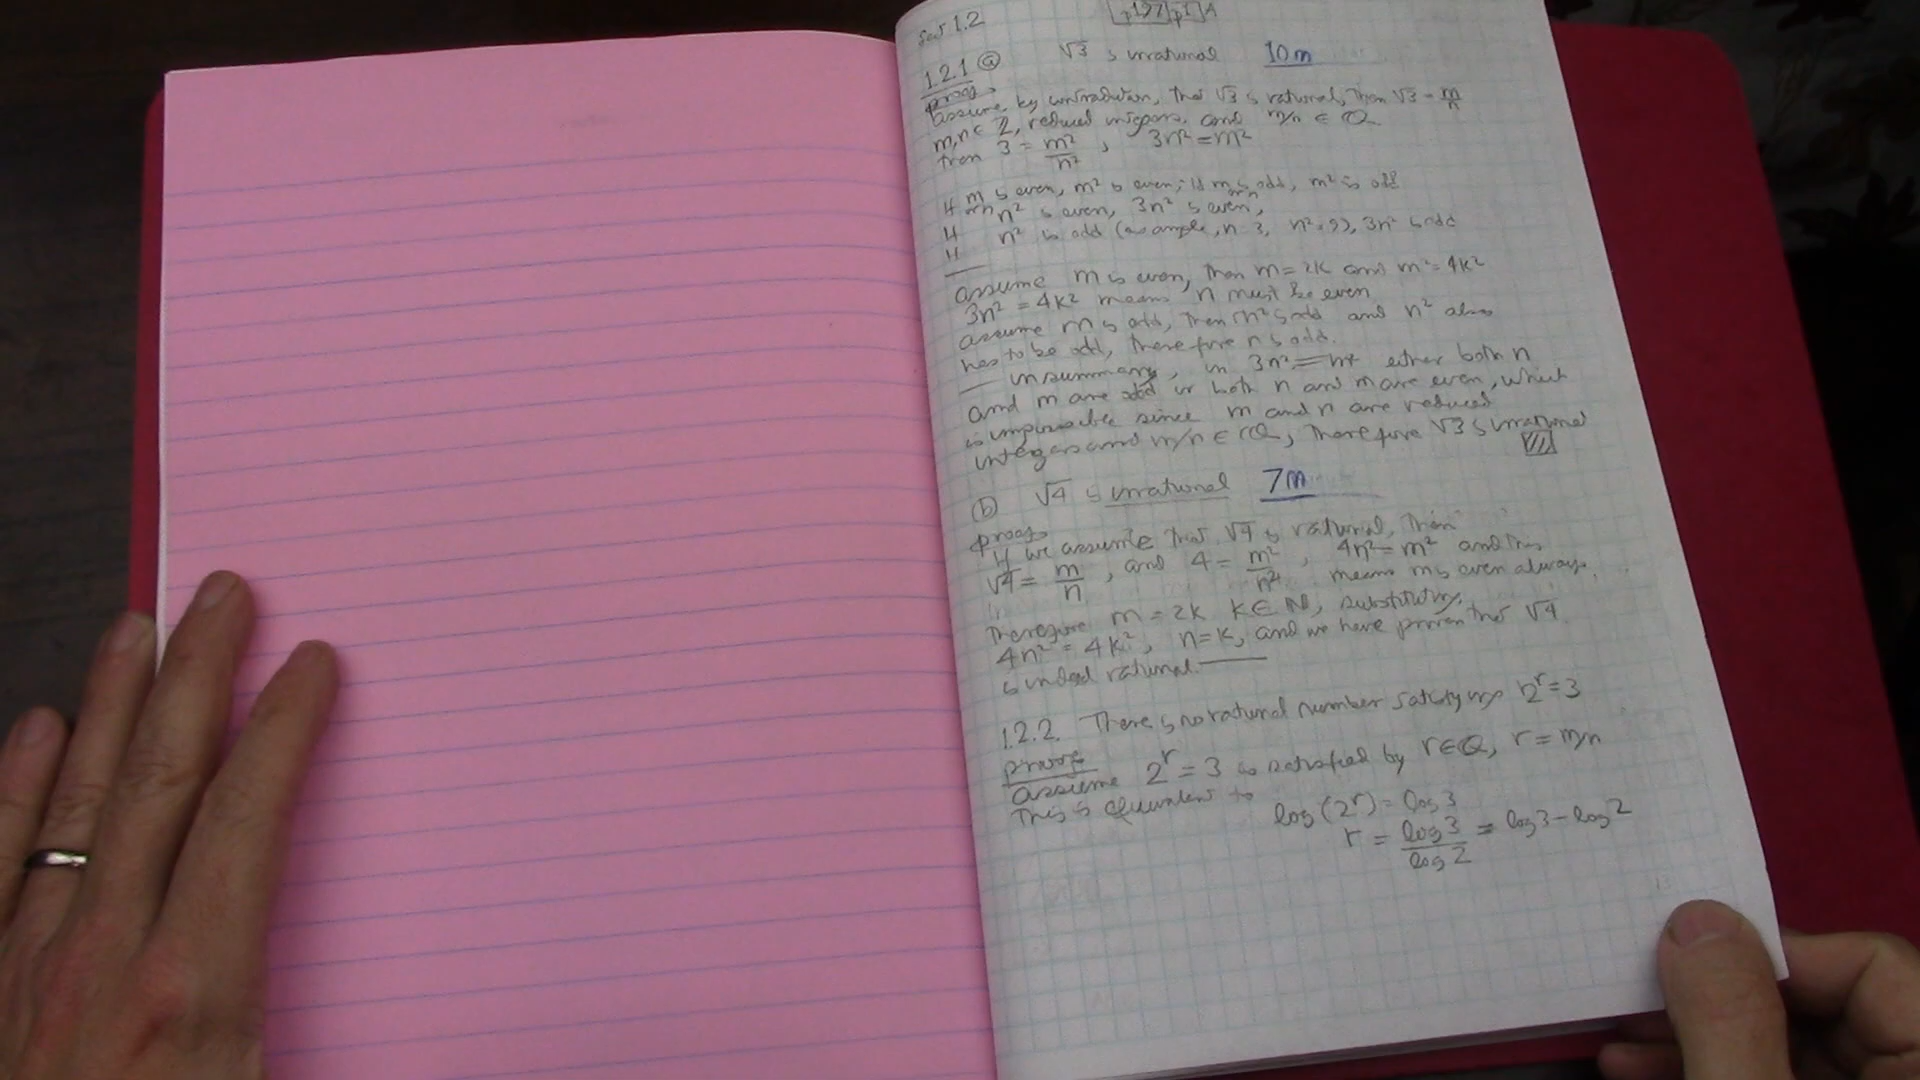 Sect 1.2
p197 p1 A
1.2.1 (a) √3 is irrational 10m
proof
assume, by contradiction, that √3 is rational, then √3 = m/n
m, n ∈ Z, reduced integers, and m/n ∈ Q
then 3 = m²/n² , 3n² = m²
If m is even, m² is even; if m is odd, m² is odd
If n² is even, 3n² is even,
If n² is odd (example, n=3, n²=9), 3n² is odd
assume m is even, then m = 2k and m² = 4k²
3n² = 4k² means n must be even
assume m is odd, then m² is odd and n² also
has to be odd, therefore n is odd.
in summary, in 3n² = m² either both n
and m are odd or both n and m are even, which
is impossible since m and n are reduced
integers and m/n ∈ Q, therefore √3 is irrational
(b) √4 is irrational 7m
proof
If we assume that √4 is rational, then
√4 = m/n , and 4 = m²/n² , 4n² = m² and this
means m is even always.
Therefore m = 2k k ∈ N, substituting,
4n² = 4k², n = k, and we have proven that √4
is indeed rational.
1.2.2. There is no rational number satisfying 2^r = 3
proof
assume 2^r = 3 is satisfied by r ∈ Q, r = m/n
This is equivalent to
log(2^r) = log 3
r = log 3/log 2 = log 3 - log 2